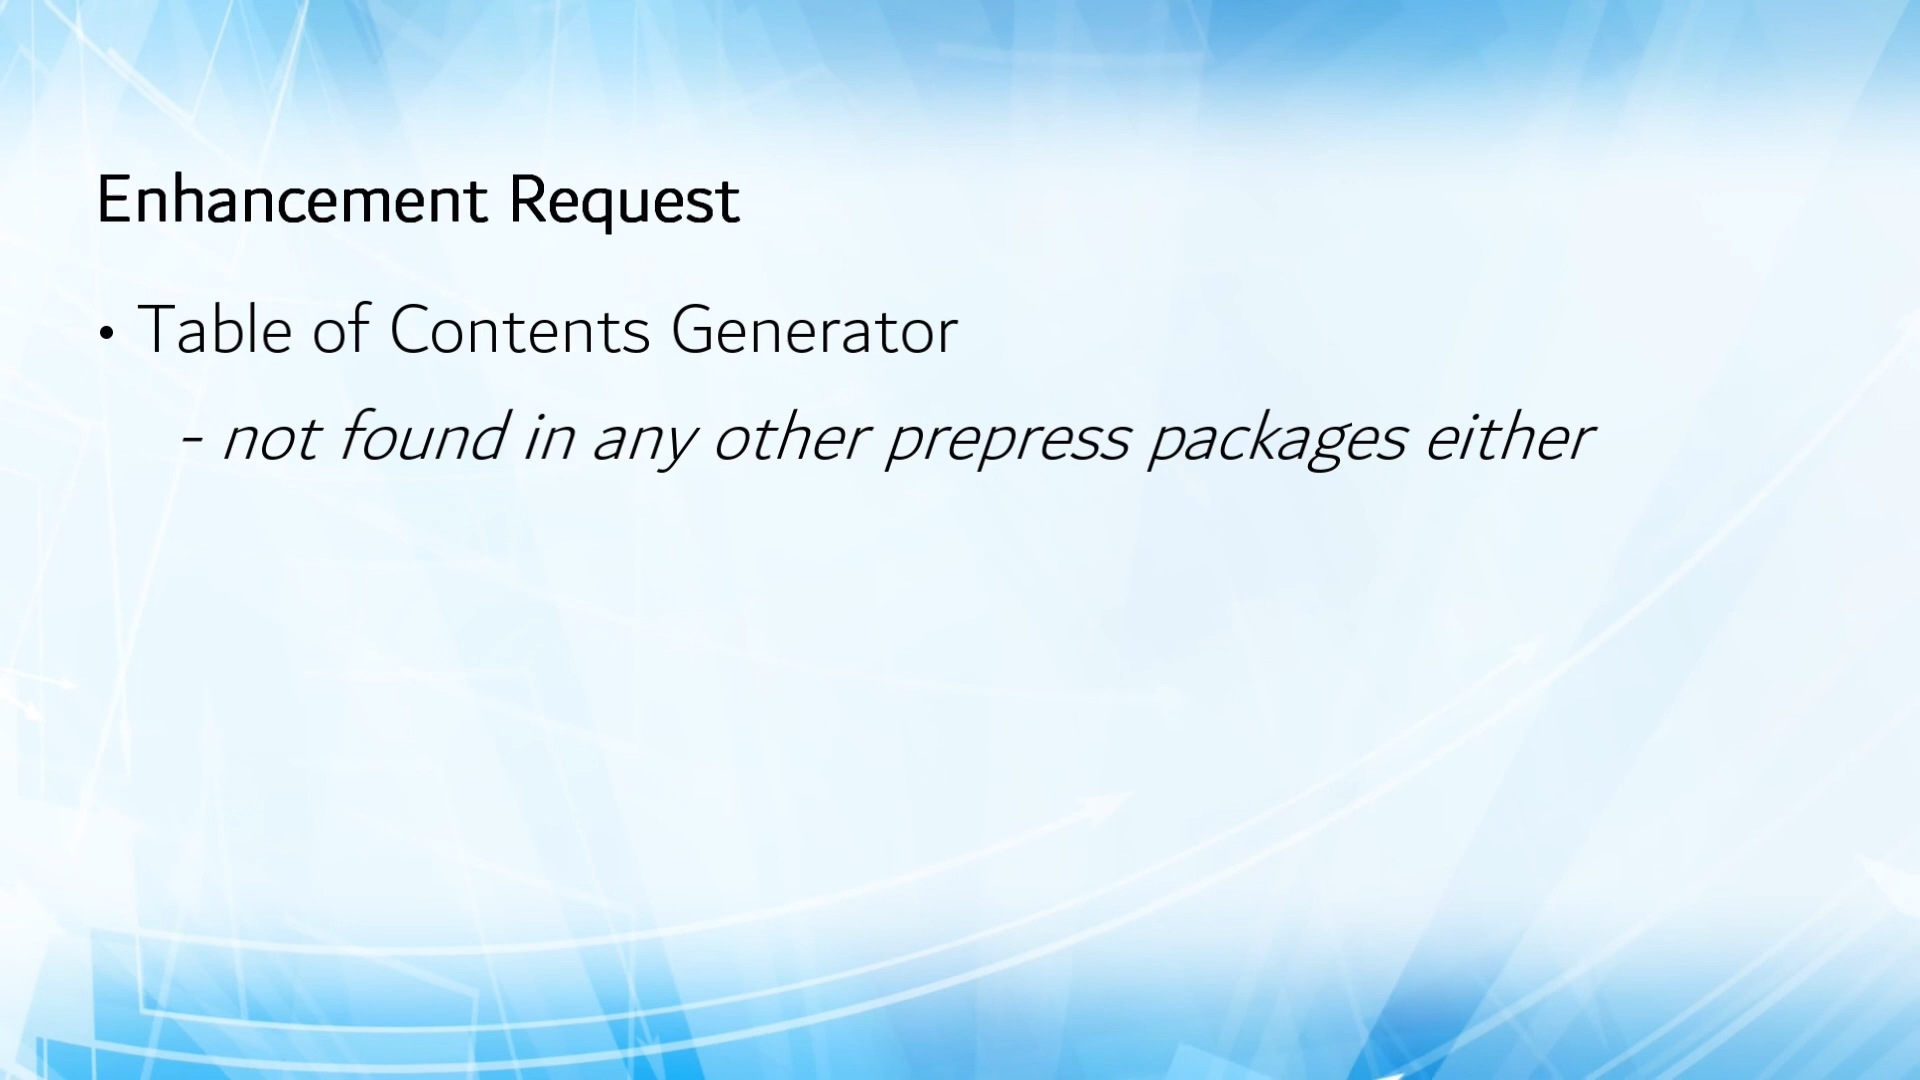 Enhancement Request
• Table of Contents Generator
- not found in any other prepress packages either